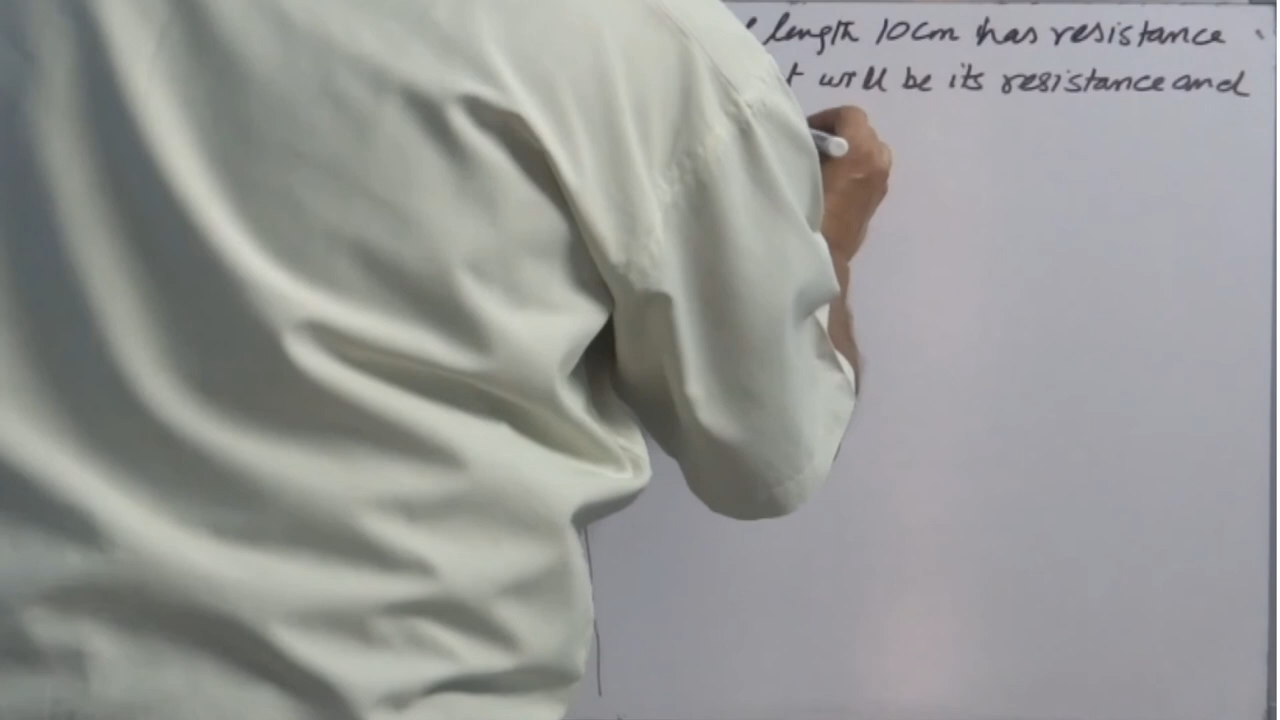 length 10cm has resistance
t will be its resistance and